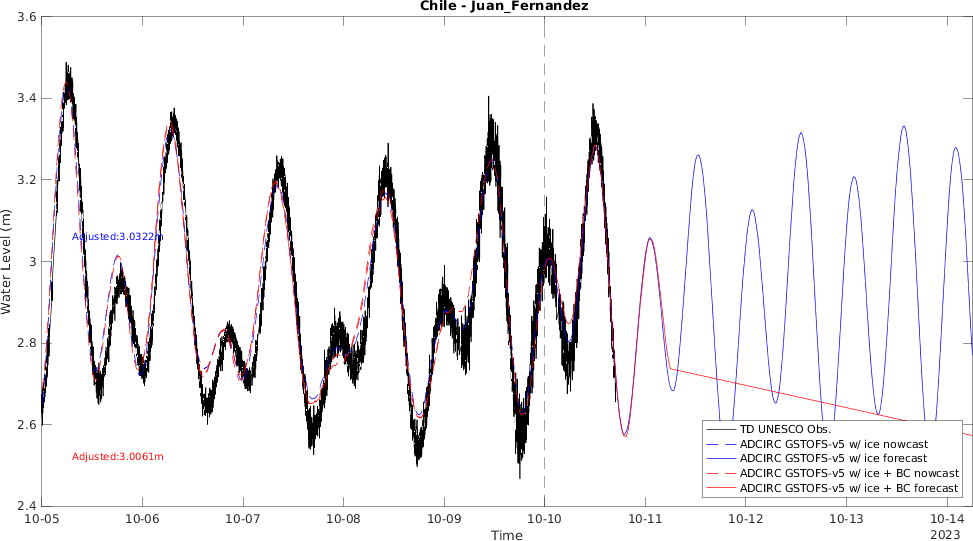 Chile - Juan_Fernandez
3.6
3.4
3.2
3
2.8
2.6
2.4
Water Level (m)
Adjusted:3.0322m
Adjusted:3.0061m
TD UNESCO Obs.
ADCIRC GSTOFS-v5 w/ ice nowcast
ADCIRC GSTOFS-v5 w/ ice forecast
ADCIRC GSTOFS-v5 w/ ice + BC nowcast
ADCIRC GSTOFS-v5 w/ ice + BC forecast
10-05 10-06 10-07 10-08 10-09 10-10 10-11 10-12 10-13 10-14
2023
Time